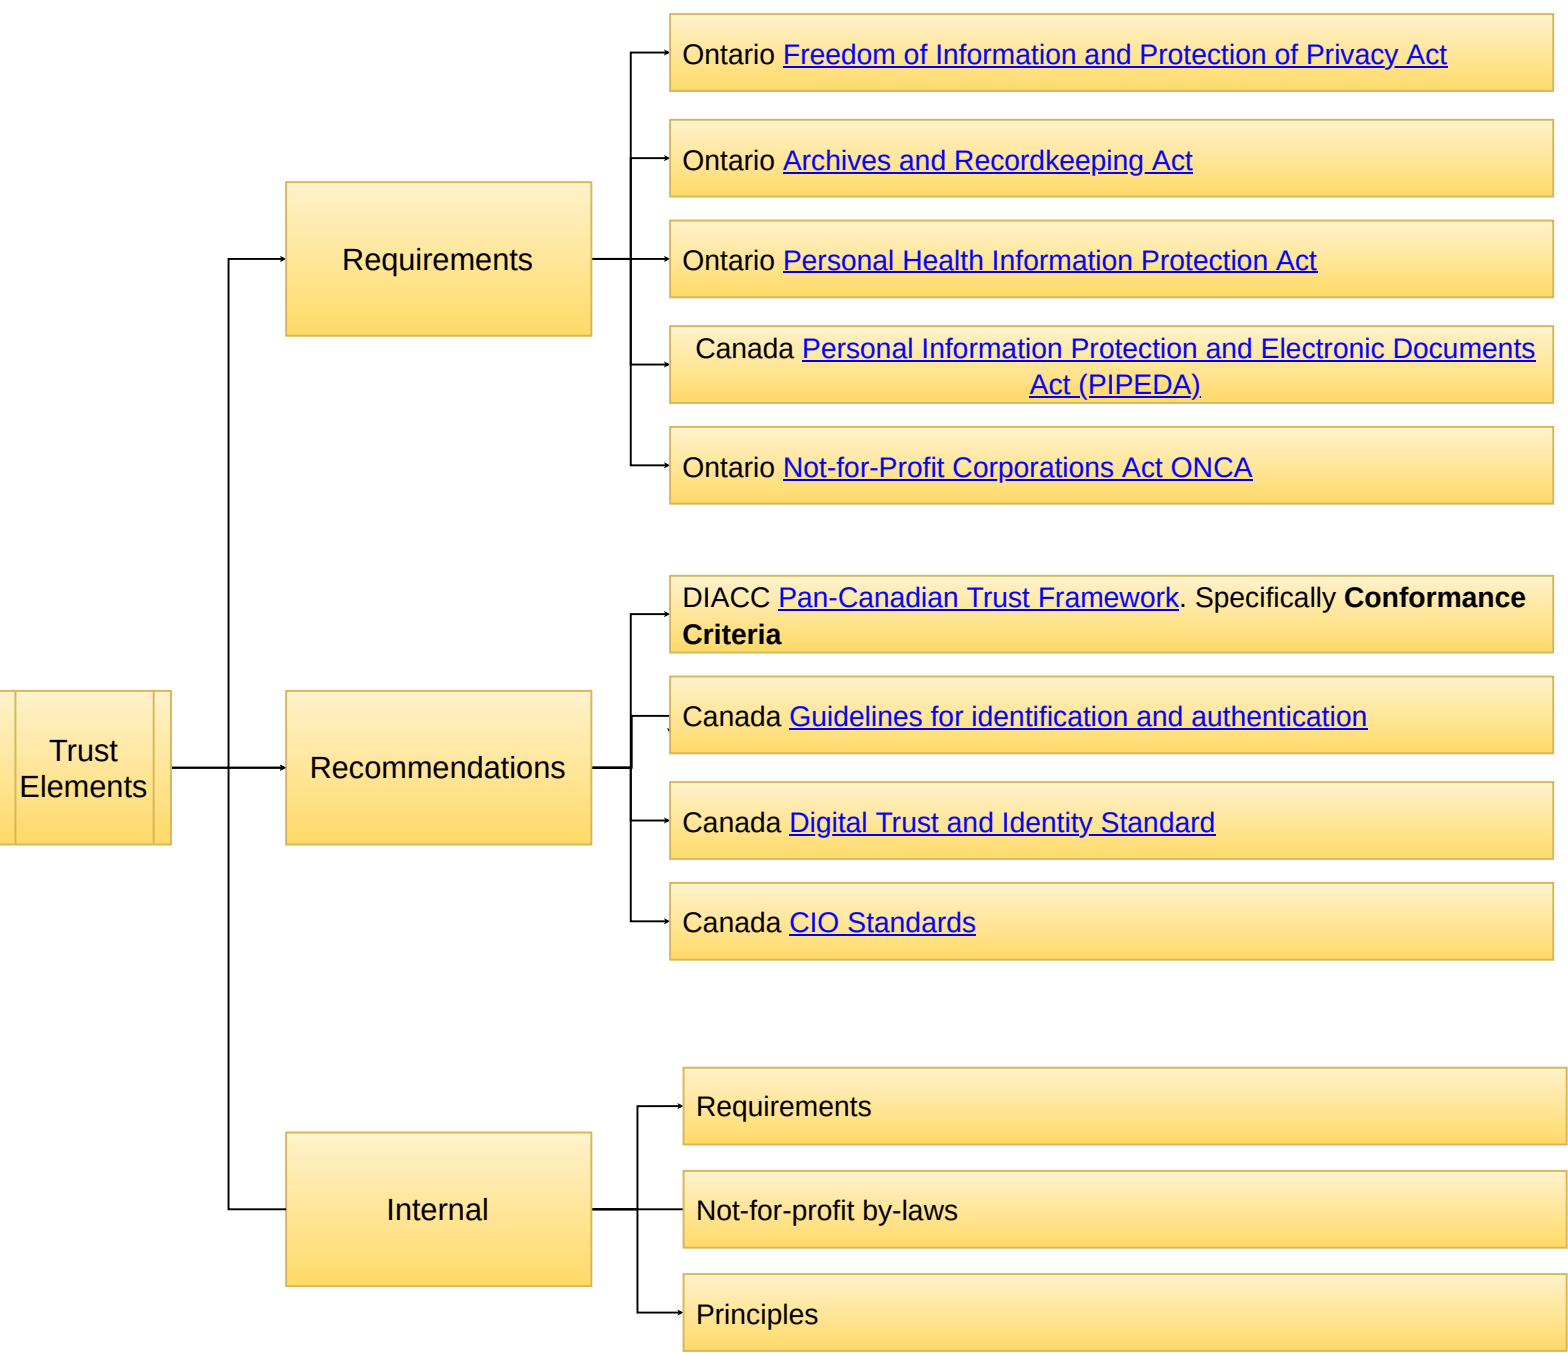 Ontario Freedom of Information and Protection of Privacy Act
Ontario Archives and Recordkeeping Act
Requirements
Ontario Personal Health Information Protection Act
Canada Personal Information Protection and Electronic Documents
Act (PIPEDA)
Ontario Not-for-Profit Corporations Act ONCA
DIACC Pan-Canadian Trust Framework. Specifically Conformance
Criteria
Canada Guidelines for identification and authentication
Trust
Elements
Recommendations
Canada Digital Trust and Identity Standard
Canada CIO Standards
Requirements
Internal
Not-for-profit by-laws
Principles